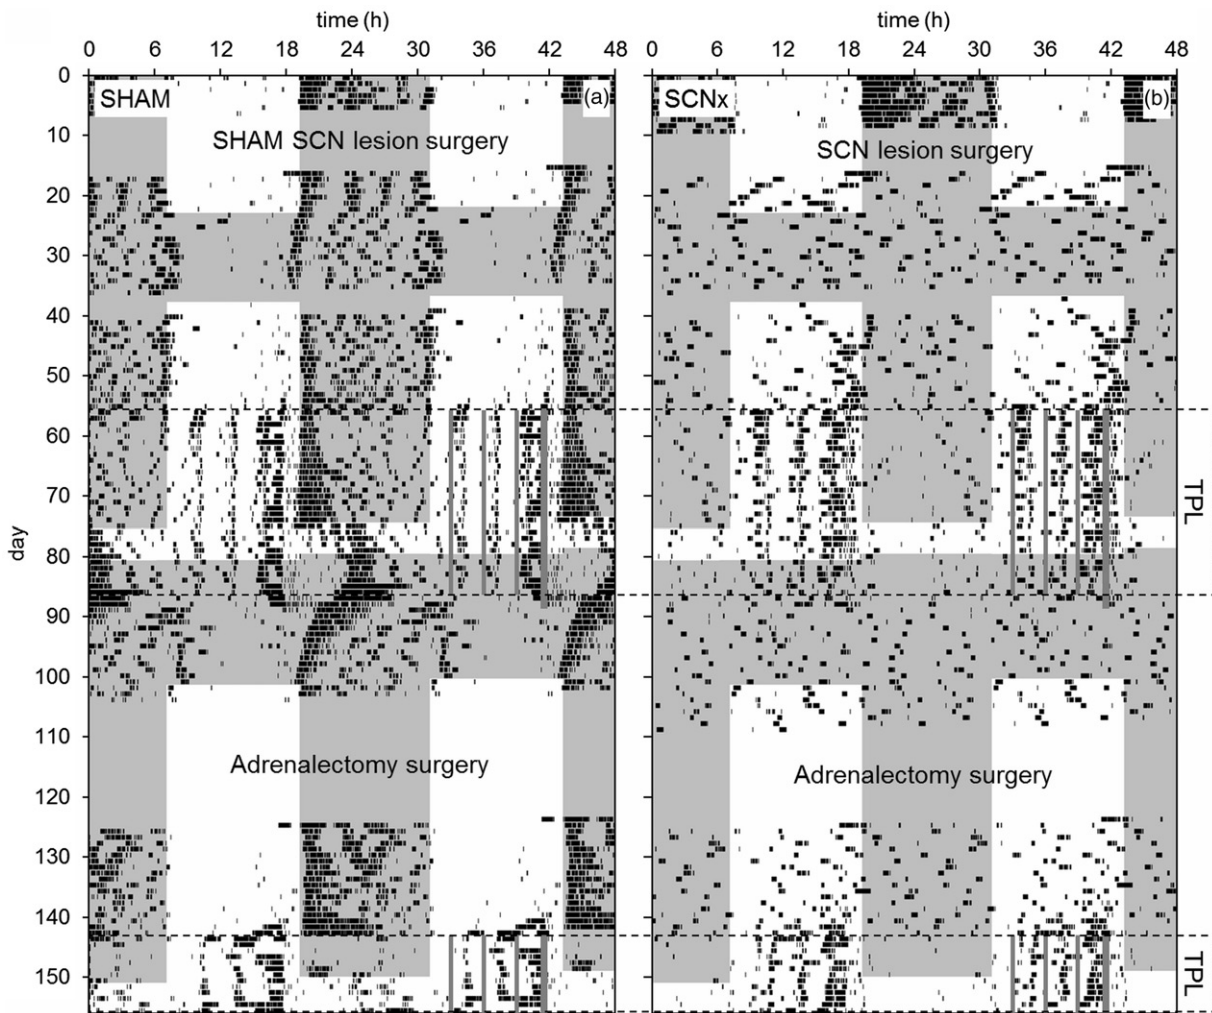 time (h)
time (h)
0 6 12 18 24 30 36 42 48
0 6 12 18 24 30 36 42 48
0
SHAM
(a)
SCNx
(b)
10
SHAM SCN lesion surgery
SCN lesion surgery
20
30
40
50
60
70
TPL
day
80
90
100
110
Adrenalectomy surgery
Adrenalectomy surgery
120
130
140
150
TPL